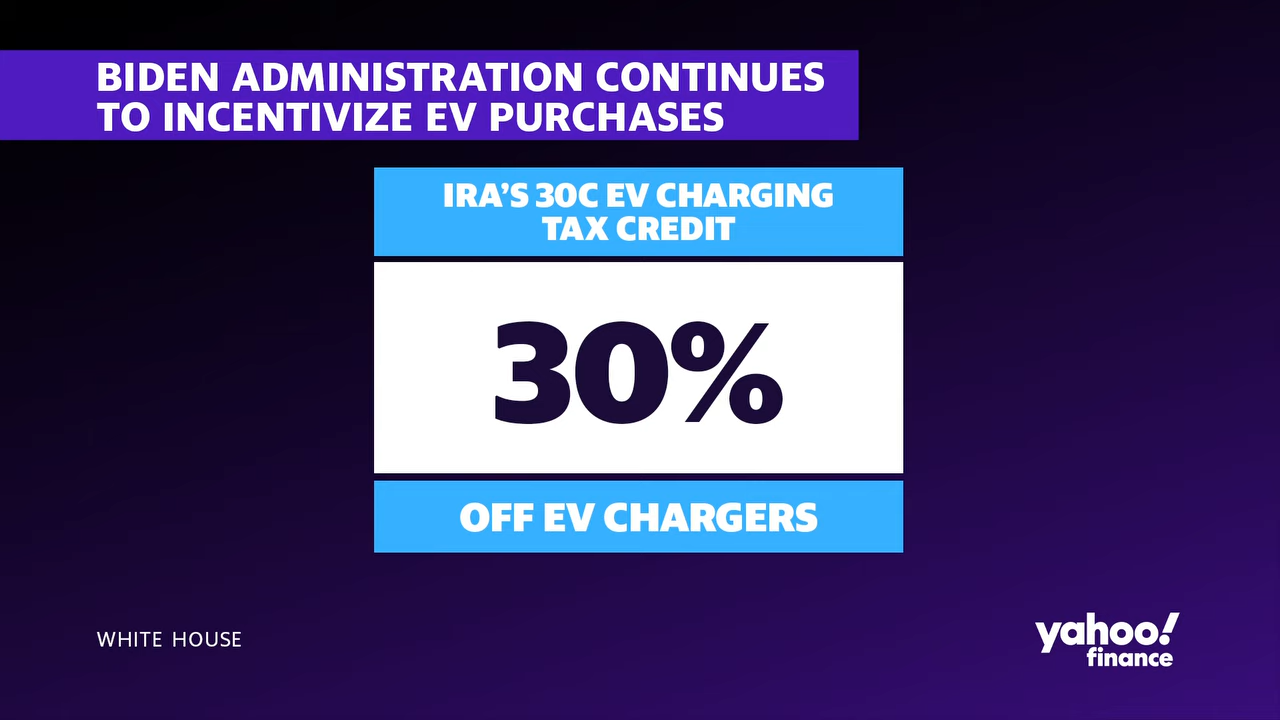 BIDEN ADMINISTRATION CONTINUES
TO INCENTIVIZE EV PURCHASES
IRA’S 30C EV CHARGING
TAX CREDIT
30%
OFF EV CHARGERS
WHITE HOUSE
yahoo!
finance